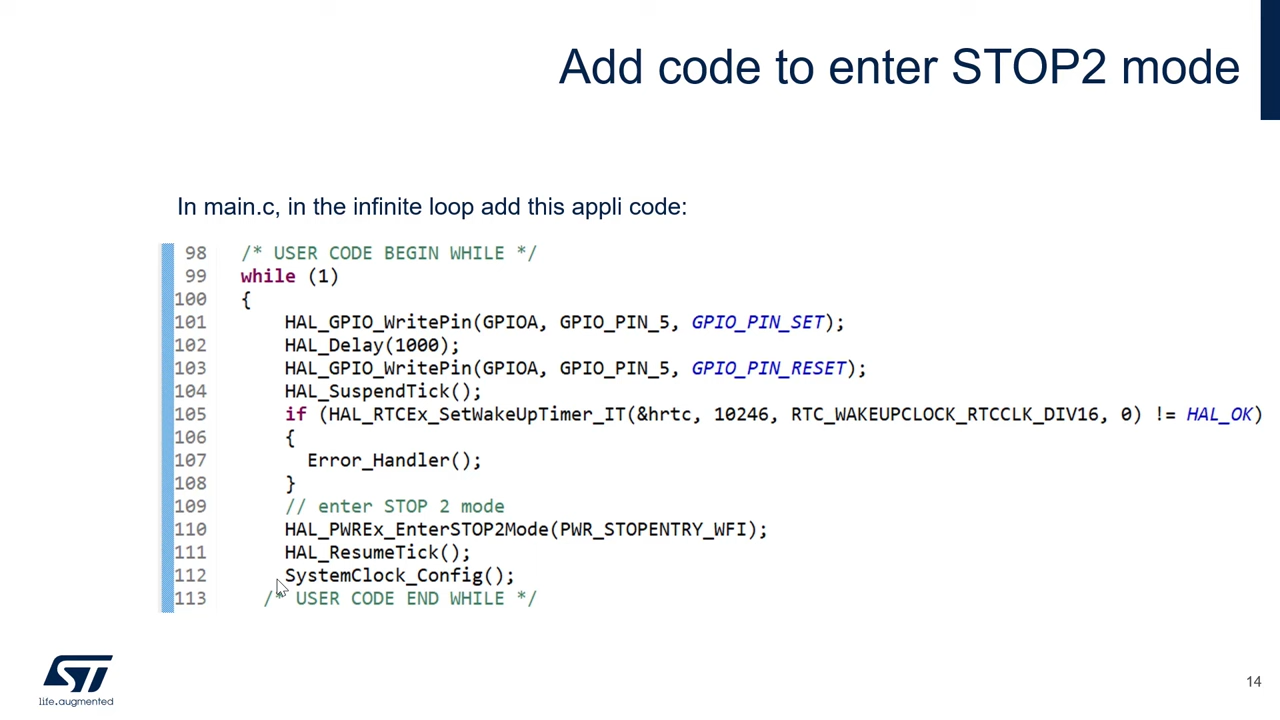 Add code to enter STOP2 mode
In main.c, in the infinite loop add this appli code:
98 /* USER CODE BEGIN WHILE */
99 while (1)
100 {
101 HAL_GPIO_WritePin(GPIOA, GPIO_PIN_5, GPIO_PIN_SET);
102 HAL_Delay(1000);
103 HAL_GPIO_WritePin(GPIOA, GPIO_PIN_5, GPIO_PIN_RESET);
104 HAL_SuspendTick();
105 if (HAL_RTCEx_SetWakeUpTimer_IT(&hrtc, 10246, RTC_WAKEUPCLOCK_RTCCLK_DIV16, 0) != HAL_OK)
106 {
107 Error_Handler();
108 }
109 // enter STOP 2 mode
110 HAL_PWREx_EnterSTOP2Mode(PWR_STOPENTRY_WFI);
111 HAL_ResumeTick();
112 SystemClock_Config();
113 /* USER CODE END WHILE */
ST
life.augmented
14